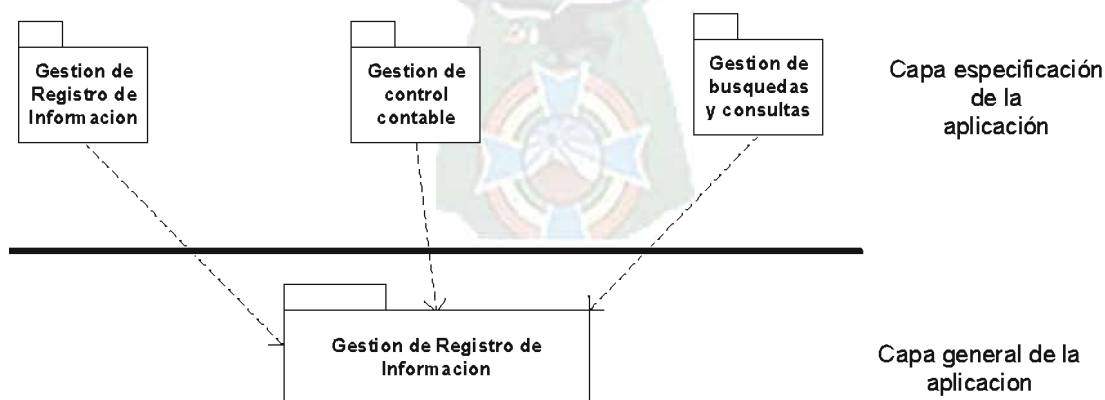 Gestion de
Registro de
Informacion
Gestion de
control
contable
Gestion de
busquedas
y consultas
Capa especificación
de la
aplicación
Gestion de Registro de
Informacion
Capa general de la
aplicacion